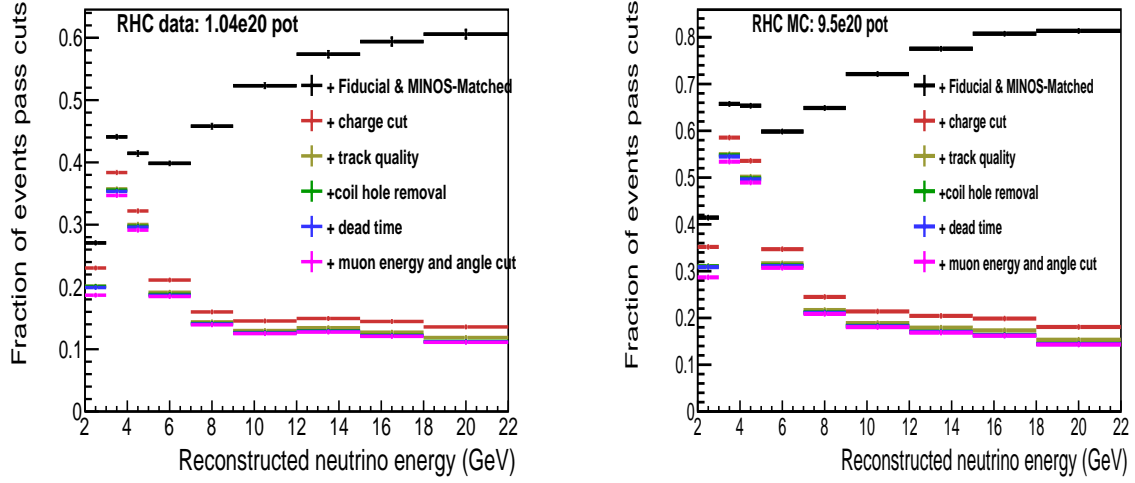 RHC data: 1.04e20 pot
Fraction of events pass cuts
0.6
0.5
0.4
0.3
0.2
0.1
0
+ Fiducial & MINOS-Matched
+ charge cut
+ track quality
+coil hole removal
+ dead time
+ muon energy and angle cut
2 4 6 8 10 12 14 16 18 20 22
Reconstructed neutrino energy (GeV)
RHC MC: 9.5e20 pot
Fraction of events pass cuts
0.8
0.7
0.6
0.5
0.4
0.3
0.2
0.1
0
+ Fiducial & MINOS-Matched
+ charge cut
+ track quality
+coil hole removal
+ dead time
+ muon energy and angle cut
2 4 6 8 10 12 14 16 18 20 22
Reconstructed neutrino energy (GeV)